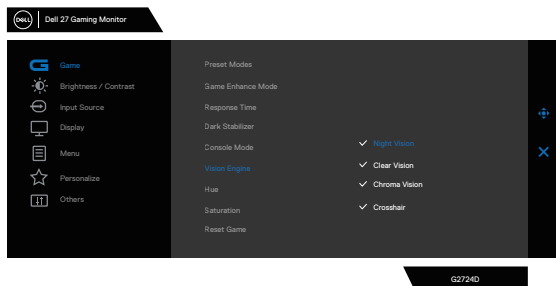 DELL
Dell 27 Gaming Monitor
Game
Brightness / Contrast
Input Source
Display
Menu
Personalize
Others
Preset Modes
Game Enhance Mode
Response Time
Dark Stabilizer
Console Mode
Vision Engine
Hue
Saturation
Reset Game
Night Vision
Clear Vision
Chroma Vision
Crosshair
G2724D